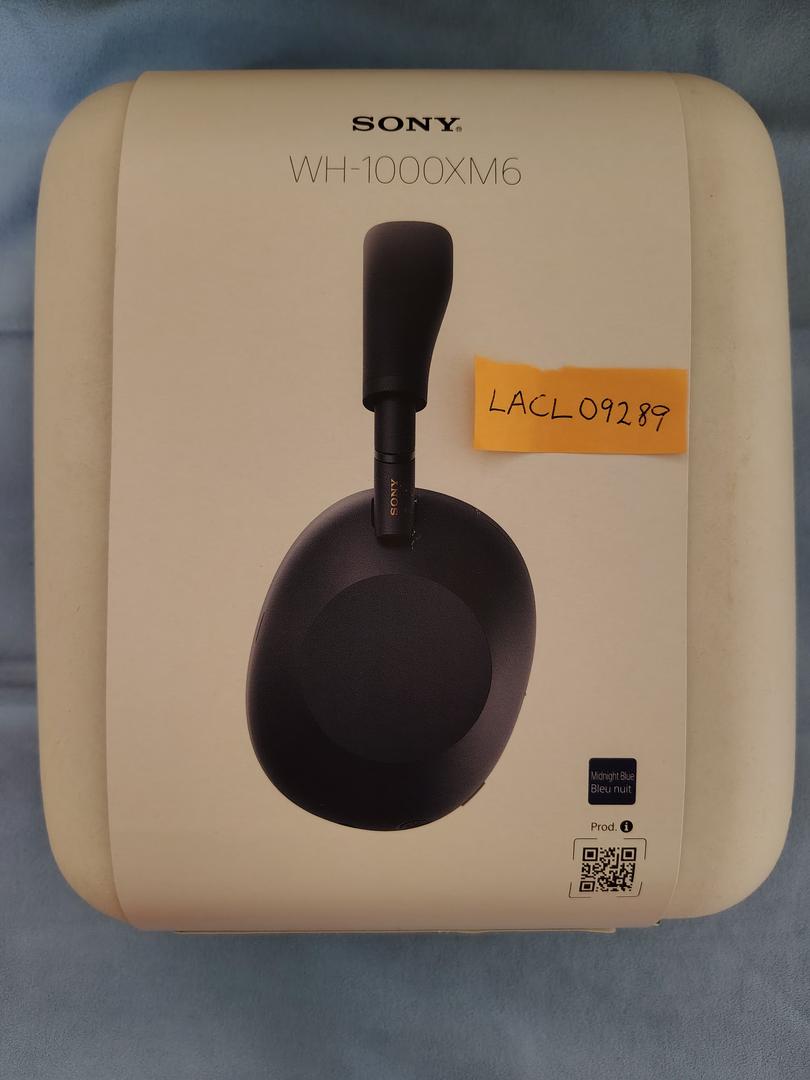 SONY®
WH-1000XM6
LACL09289
SONY
Midnight Blue
Bleu nuit
Prod. i